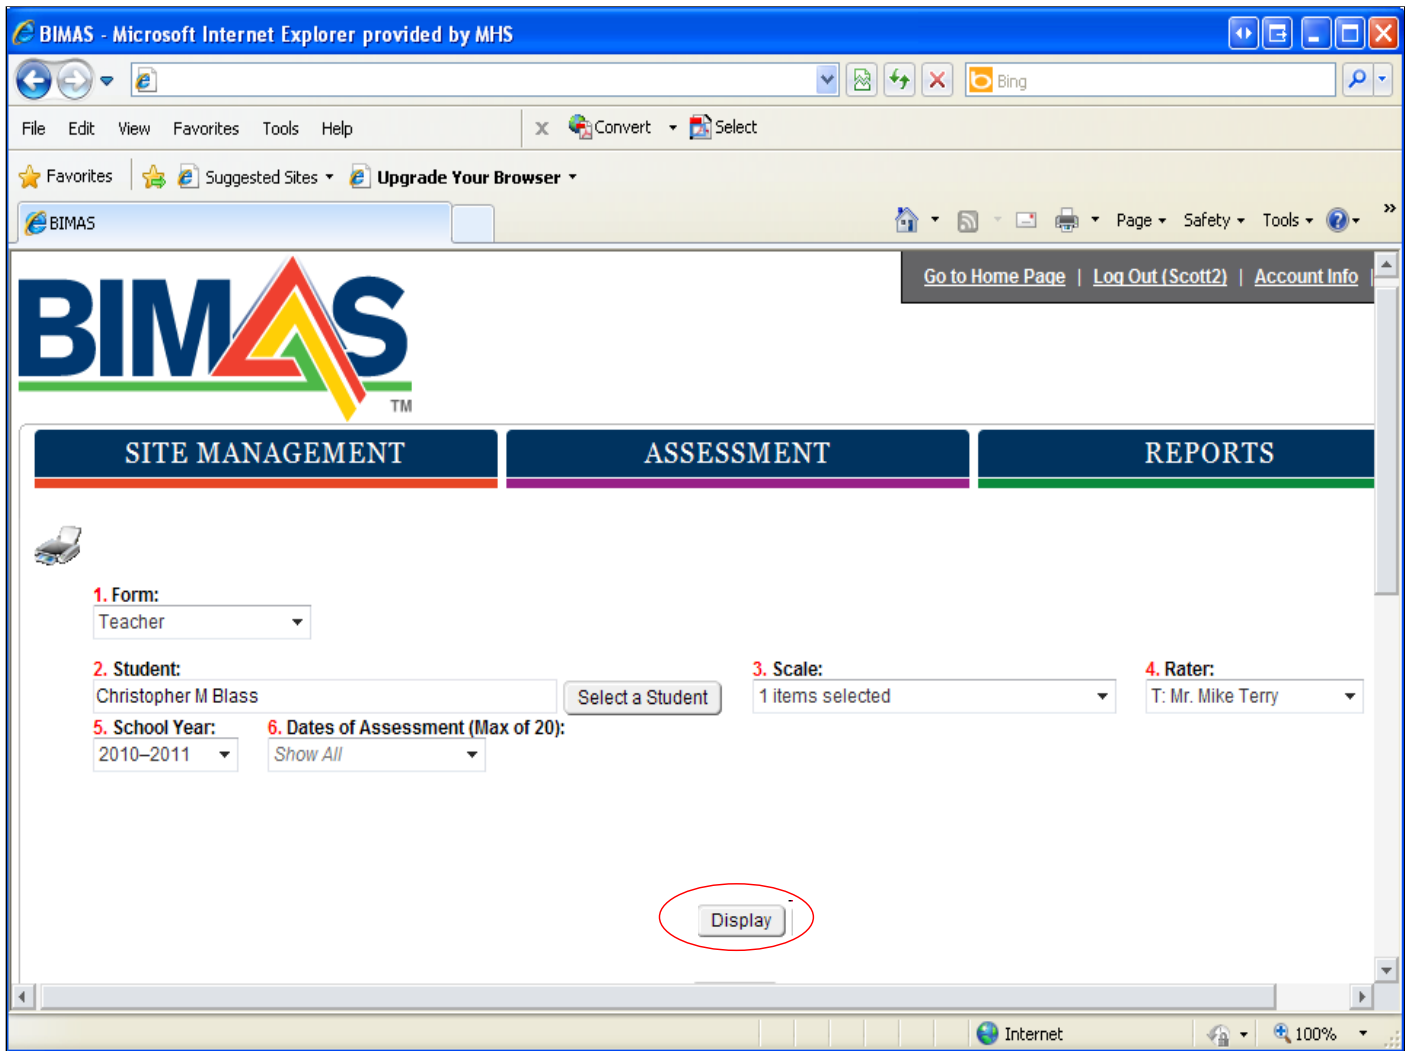 BIMAS - Microsoft Internet Explorer provided by MHS
Bing
File Edit View Favorites Tools Help x Convert Select
Favorites Suggested Sites Upgrade Your Browser
BIMAS Page Safety Tools »
Go to Home Page | Log Out (Scott2) | Account Info |
BIMAS
TM
SITE MANAGEMENT ASSESSMENT REPORTS
1. Form:
Teacher
2. Student: 3. Scale: 4. Rater:
Christopher M Blass Select a Student 1 items selected T: Mr. Mike Terry
5. School Year: 6. Dates of Assessment (Max of 20):
2010–2011 Show All
Display
Internet 100%